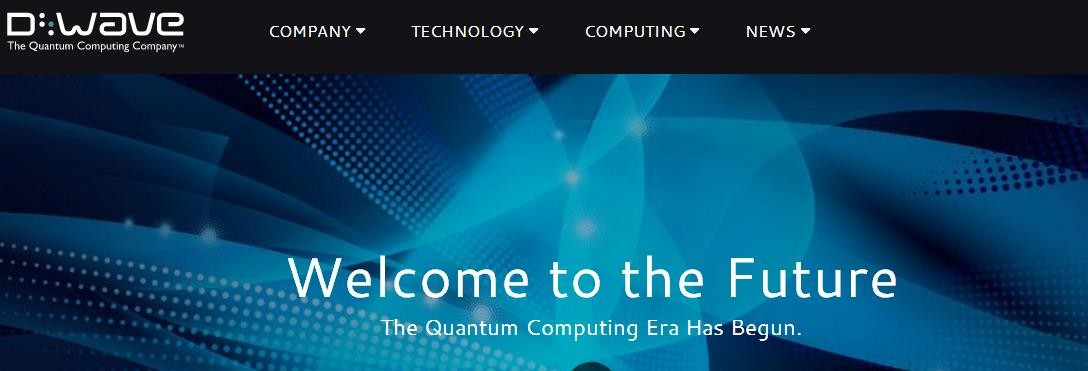 D:Wave
The Quantum Computing Company™
COMPANY TECHNOLOGY COMPUTING NEWS
Welcome to the Future
The Quantum Computing Era Has Begun.